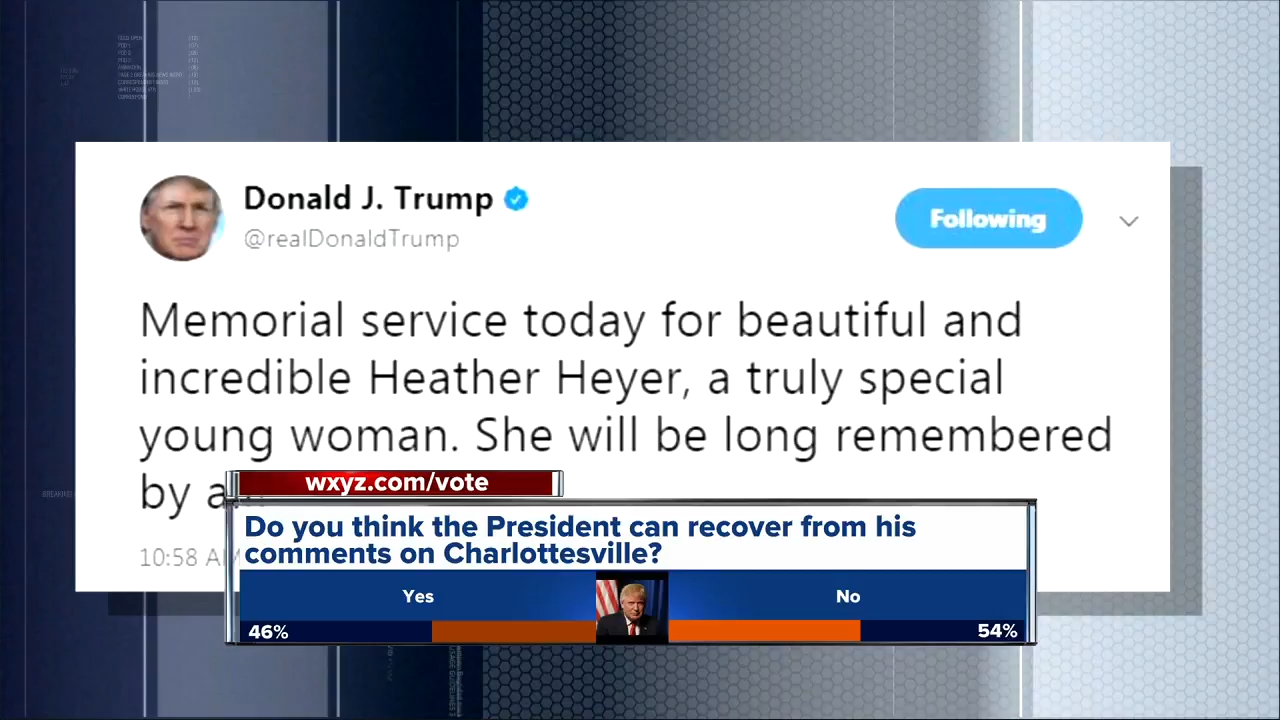 Donald J. Trump
@realDonaldTrump
Following
Memorial service today for beautiful and
incredible Heather Heyer, a truly special
young woman. She will be long remembered
by a
10:58 AM
wxyz.com/vote
Do you think the President can recover from his
comments on Charlottesville?
Yes
No
46%
54%